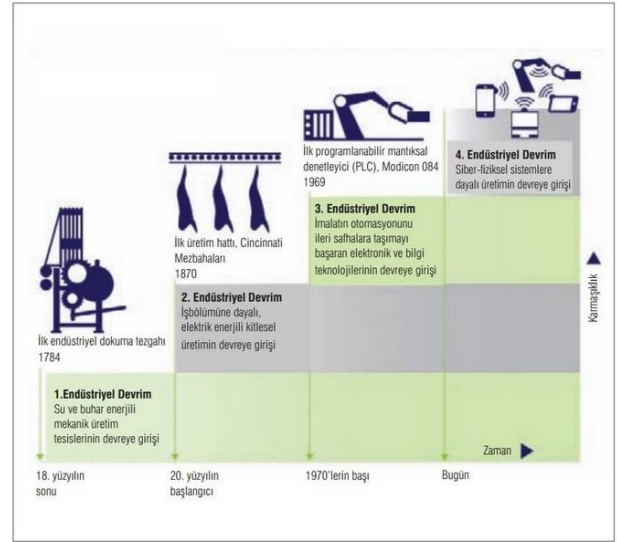 İlk endüstriyel dokuma tezgahı
1784
1.Endüstriyel Devrim
Su ve buhar enerjili
mekanik üretim
tesislerinin devreye girişi
İlk üretim hattı, Cincinnati
Mezbahaları
1870
2. Endüstriyel Devrim
İşbölümüne dayalı,
elektrik enerjili kitlesel
üretimin devreye girişi
İlk programlanabilir mantıksal
denetleyici (PLC), Modicon 084
1969
3. Endüstriyel Devrim
İmalatın otomasyonunu
ileri safhalara taşımayı
başaran elektronik ve bilgi
teknolojilerinin devreye girişi
4. Endüstriyel Devrim
Siber-fiziksel sistemlere
dayalı üretimin devreye girişi
Karmaşıklık
Zaman
18. yüzyılın
sonu
20. yüzyılın
başlangıcı
1970'lerin başı
Bugün